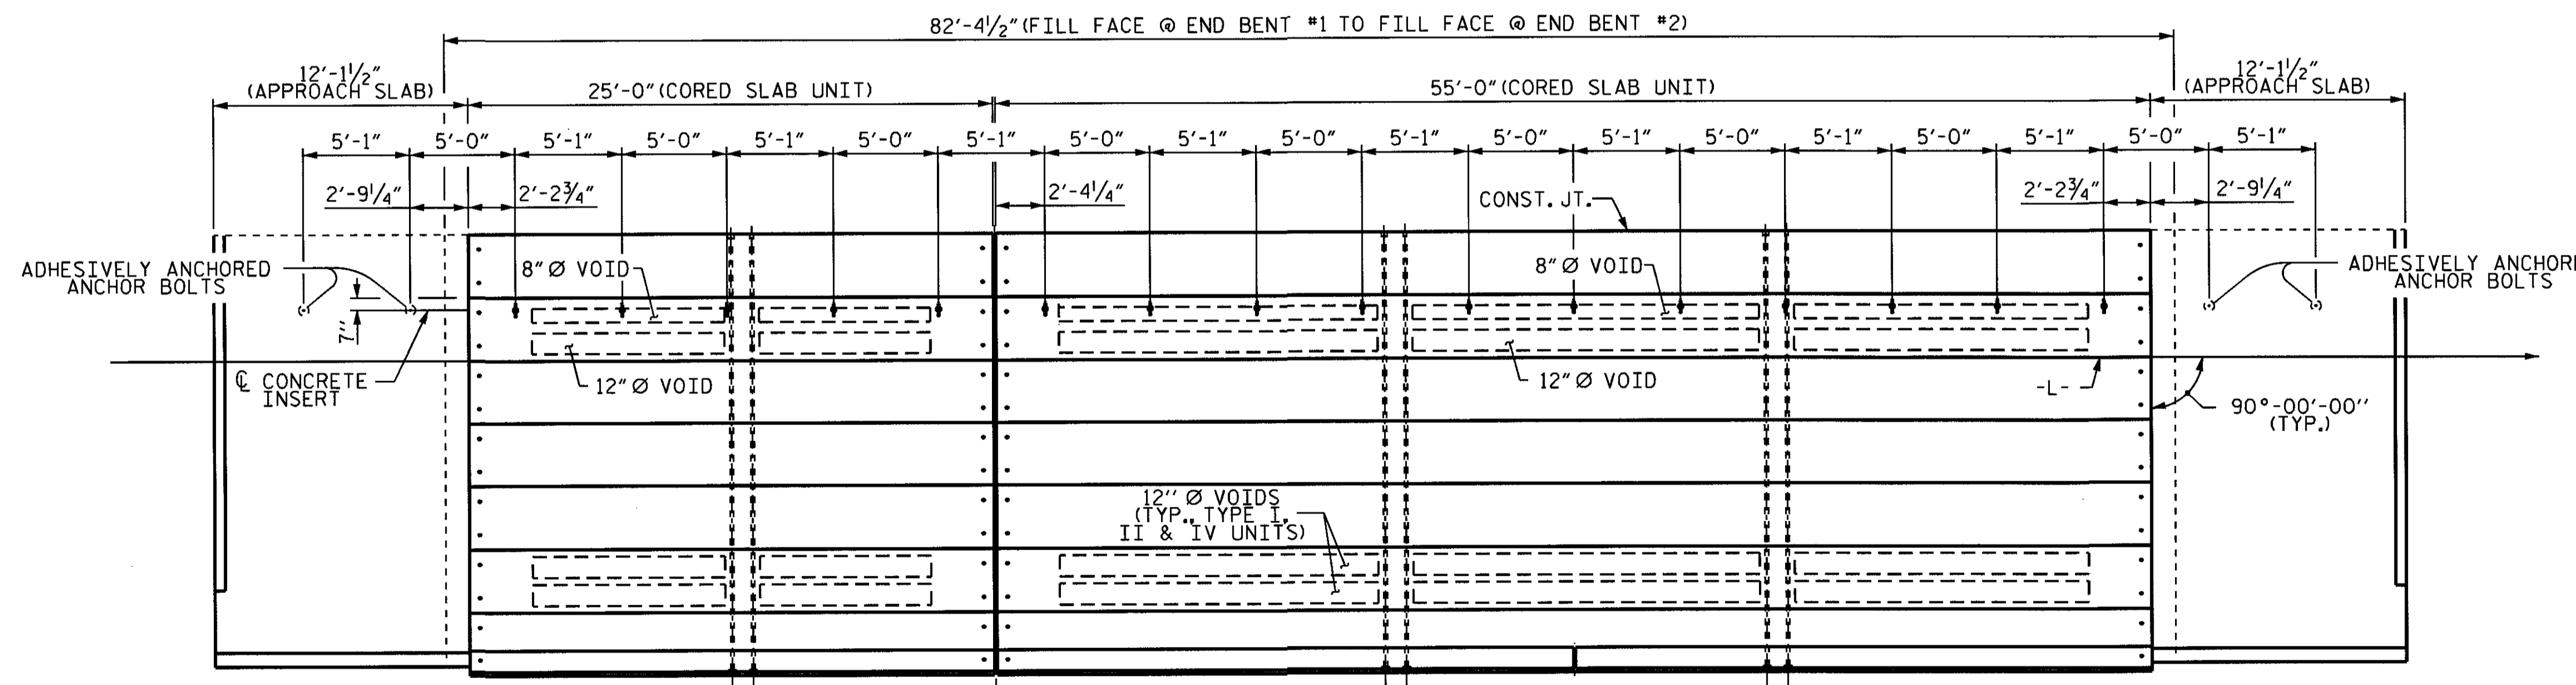 82'-4½" (FILL FACE @ END BENT #1 TO FILL FACE @ END BENT #2)
12'-1½"
(APPROACH SLAB)
25'-0" (CORED SLAB UNIT)
55'-0" (CORED SLAB UNIT)
12'-1½"
(APPROACH SLAB)
5'-1" 5'-0" 5'-1" 5'-0" 5'-1" 5'-0" 5'-1" 5'-0" 5'-1" 5'-0" 5'-1" 5'-0" 5'-1" 5'-0" 5'-1" 5'-0" 5'-1" 5'-0" 5'-1"
2'-9¼" 2'-2¾" 2'-4¼" 2'-2¾" 2'-9¼"
CONST. JT.
ADHESIVELY ANCHORED
ANCHOR BOLTS
8" Ø VOID
8" Ø VOID
ADHESIVELY ANCHORE
ANCHOR BOLTS
7"
℄ CONCRETE
INSERT
12" Ø VOID
12" Ø VOID
-L-
90°-00'-00"
(TYP.)
12" Ø VOIDS
(TYP., TYPE I,
II & IV UNITS)